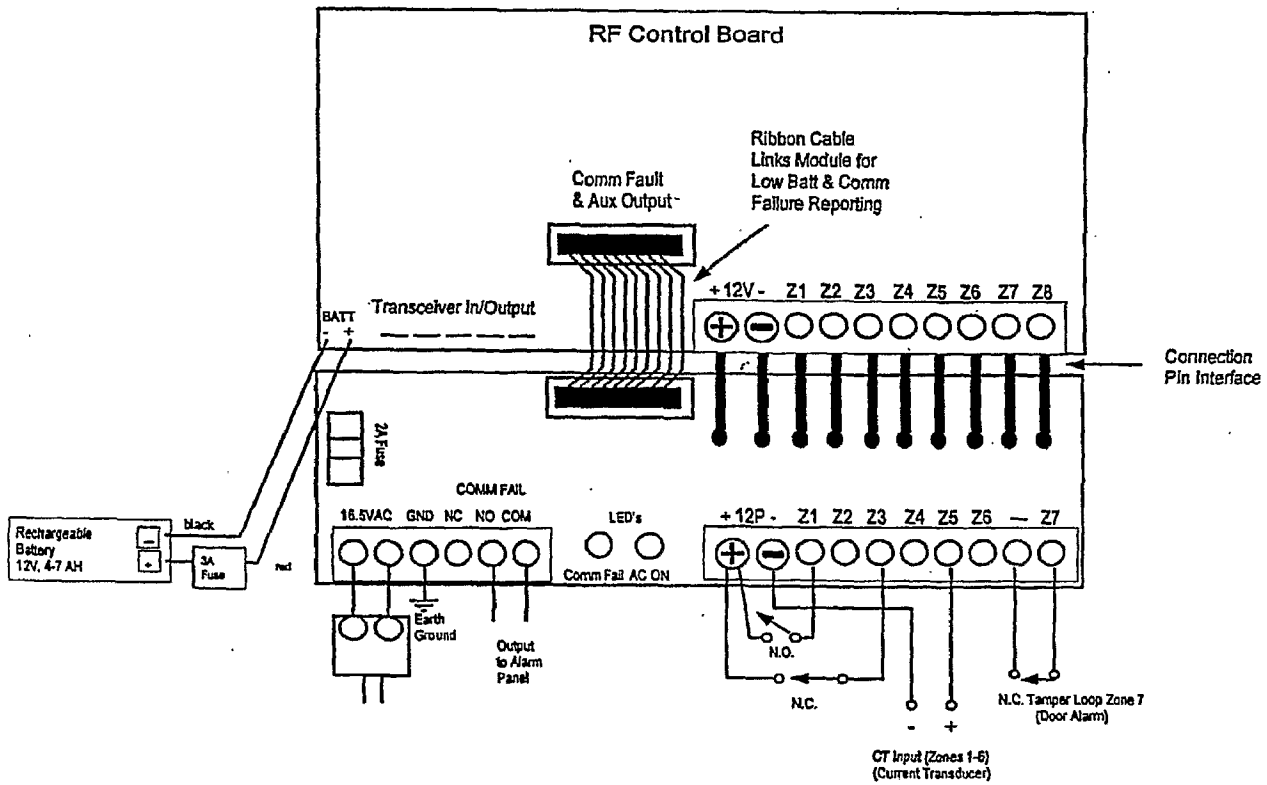 RF Control Board
Ribbon Cable
Links Module for
Low Batt & Comm
Failure Reporting
Comm Fault
& Aux Output
+ 12V - Z1 Z2 Z3 Z4 Z5 Z6 Z7 Z8
Transceiver In/Output
BATT
- +
Connection
Pin Interface
2A Fuse
COMM FAIL
16.5VAC GND NC NO COM
LED's
+ 12P - Z1 Z2 Z3 Z4 Z5 Z6 — Z7
black
Rechargeable
Battery
12V, 4-7 AH
-
+
3A
Fuse
red
Comm Fail AC ON
Earth
Ground
Output
to Alarm
Panel
N.O.
N.C.
N.C. Tamper Loop Zone 7
(Door Alarm)
- +
CT Input (Zones 1-6)
(Current Transducer)